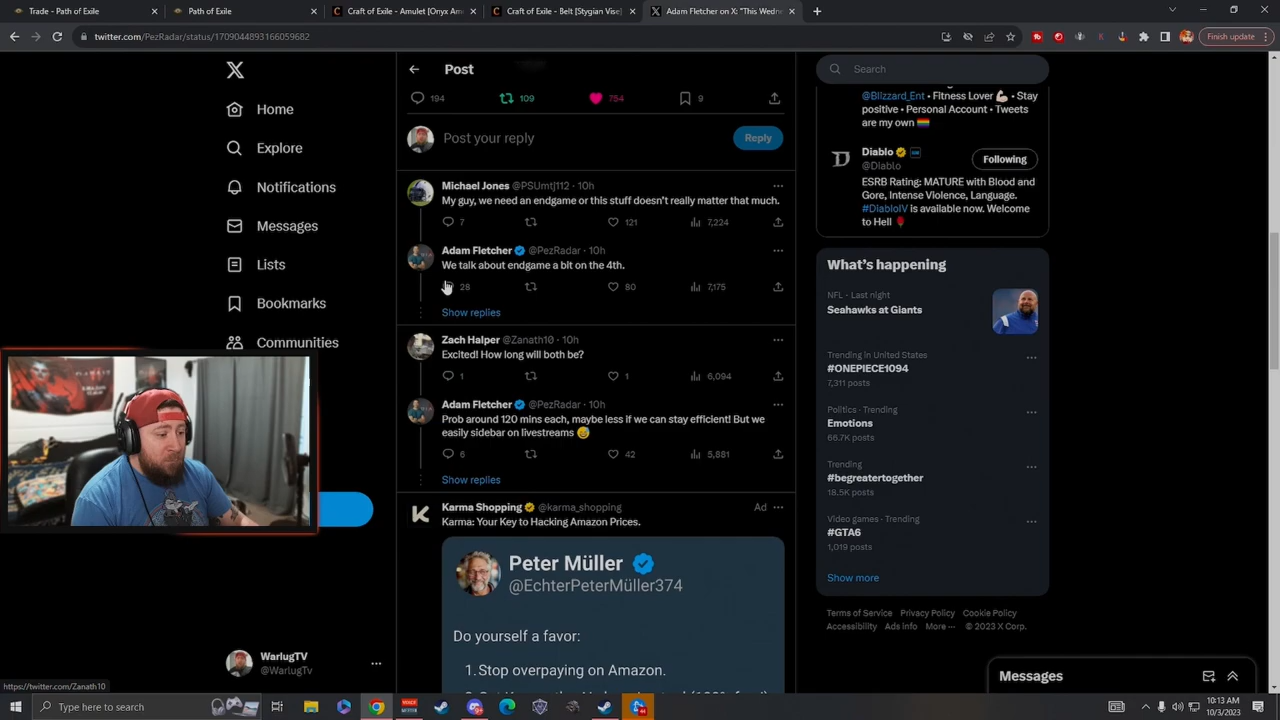 Trade - Path of Exile
Path of Exile
Craft of Exile - Amulet [Onyx Am
Craft of Exile - Belt [Stygian Vise]
Adam Fletcher on X: "This Wedn
twitter.com/PezRadar/status/1709044893166059682
Finish update
Home
Explore
Notifications
Messages
Lists
Bookmarks
Communities
WarlugTV
@WarlugTv
Post
194
109
754
9
Post your reply
Reply
Michael Jones @PSUmtj112 · 10h
My guy, we need an endgame or this stuff doesn't really matter that much.
7
121
7,224
Adam Fletcher @PezRadar · 10h
We talk about endgame a bit on the 4th.
28
80
7,175
Show replies
Zach Halper @Zanath10 · 10h
Excited! How long will both be?
1
1
6,094
Adam Fletcher @PezRadar · 10h
Prob around 120 mins each, maybe less if we can stay efficient! But we
easily sidebar on livestreams 😅
6
42
5,881
Show replies
Karma Shopping @karma_shopping
Ad
Karma: Your Key to Hacking Amazon Prices.
Peter Müller
@EchterPeterMüller374
Do yourself a favor:
1. Stop overpaying on Amazon.
Search
@Blizzard_Ent • Fitness Lover 💪🏻 • Stay
positive • Personal Account • Tweets
are my own 🏳️‍🌈
Diablo
@Diablo
Following
ESRB Rating: MATURE with Blood and
Gore, Intense Violence, Language.
#DiabloIV is available now. Welcome
to Hell 🌹
What's happening
NFL · Last night
Seahawks at Giants
Trending in United States
#ONEPIECE1094
7,311 posts
Politics · Trending
Emotions
66.7K posts
Trending
#begreatertogether
18.5K posts
Video games · Trending
#GTA6
1,019 posts
Show more
Terms of Service Privacy Policy Cookie Policy
Accessibility Ads info More ··· © 2023 X Corp.
Messages
https://twitter.com/Zanath10
Type here to search
10:13 AM
10/3/2023